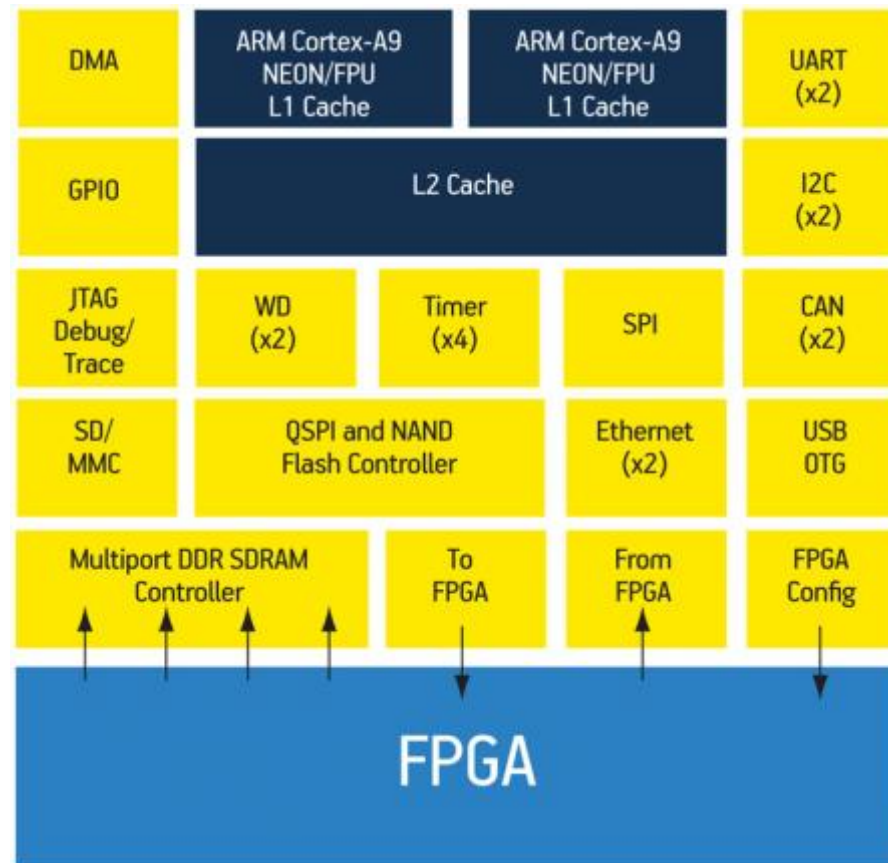 DMA
ARM Cortex-A9
NEON/FPU
L1 Cache
ARM Cortex-A9
NEON/FPU
L1 Cache
UART
(x2)
GPIO
L2 Cache
I2C
(x2)
JTAG
Debug/
Trace
WD
(x2)
Timer
(x4)
SPI
CAN
(x2)
SD/
MMC
QSPI and NAND
Flash Controller
Ethernet
(x2)
USB
OTG
Multiport DDR SDRAM
Controller
To
FPGA
From
FPGA
FPGA
Config
FPGA